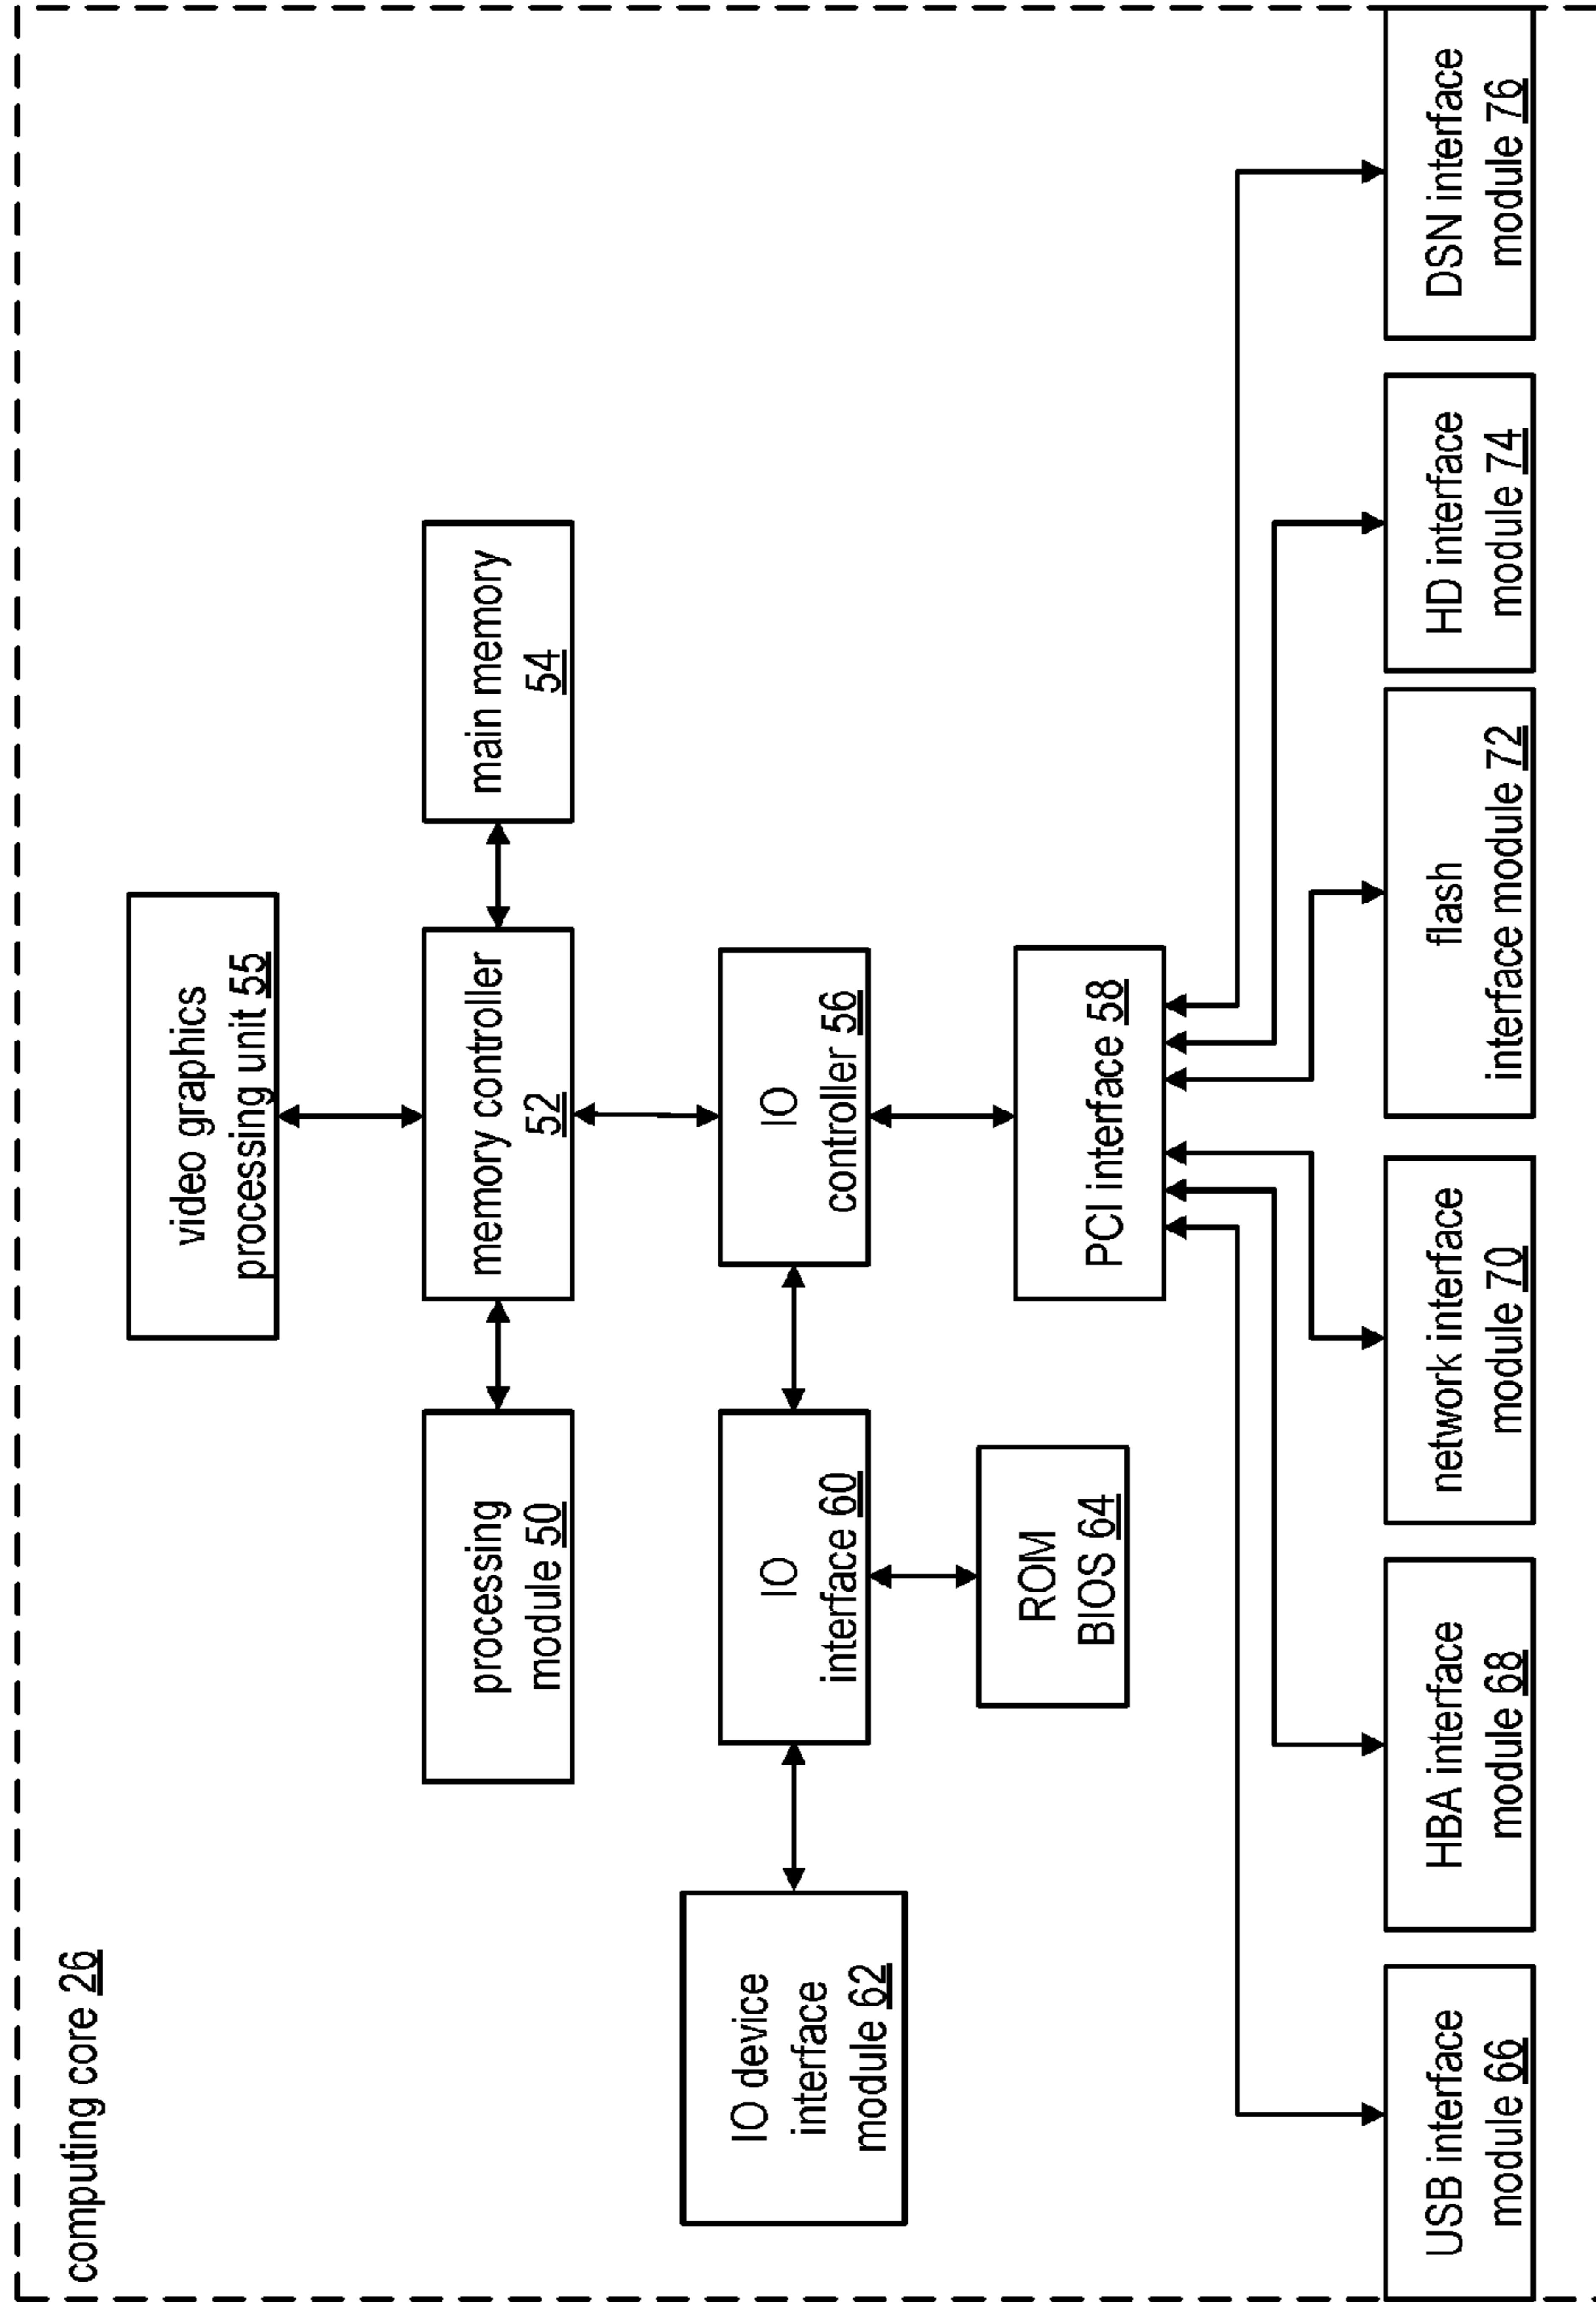 computing core 26
video graphics
processing unit 55
processing
module 50
memory controller
52
main memory
54
IO device
interface
module 62
IO
interface 60
IO
controller 56
ROM
BIOS 64
PCI interface 58
USB interface
module 66
HBA interface
module 68
network interface
module 70
flash
interface module 72
HD interface
module 74
DSN interface
module 76